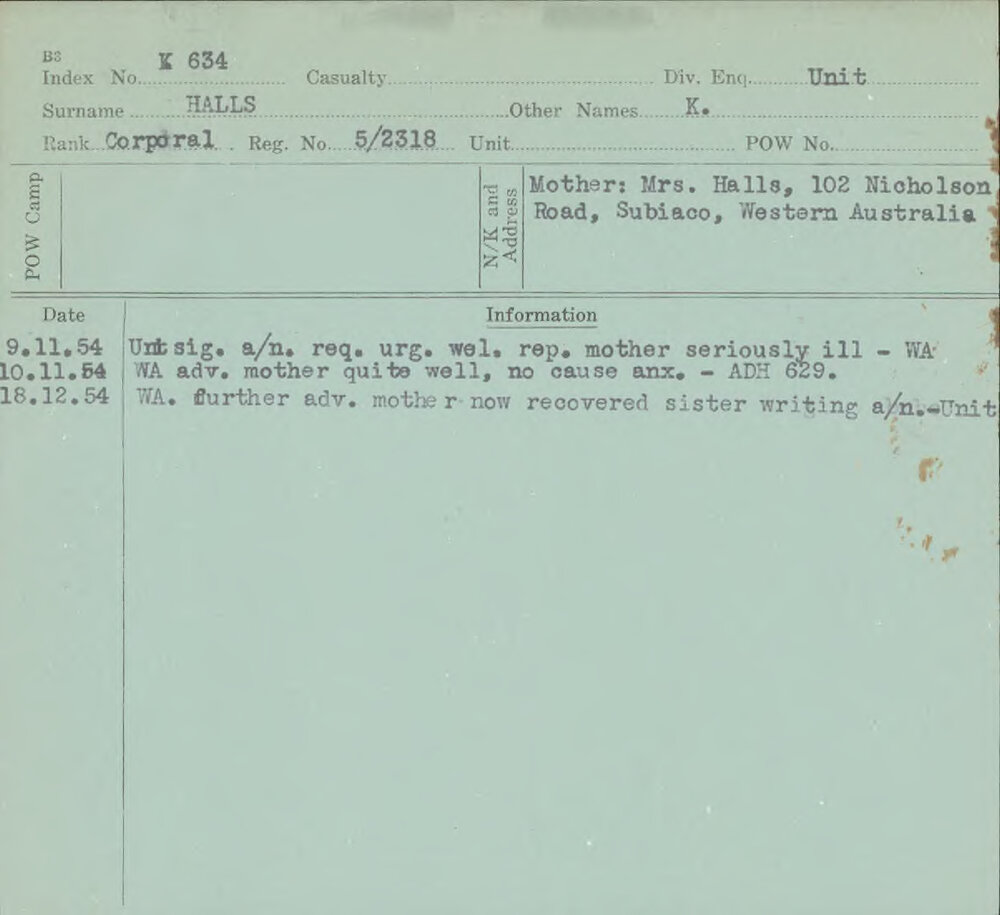 B3
Index No. K 634 Casualty Div. Enq. Unit
Surname HALLS Other Names K.
Rank Corporal Reg. No. 5/2318 Unit POW No.
POW Camp
N/K and Address
Mother: Mrs. Halls, 102 Nicholson
Road, Subiaco, Western Australia
Date Information
9.11.54 Unt sig. a/n. req. urg. wel. rep. mother seriously ill - WA
10.11.54 WA adv. mother quite well, no cause anx. - ADH 629.
18.12.54 WA. further adv. mother now recovered sister writing a/n.-Unit